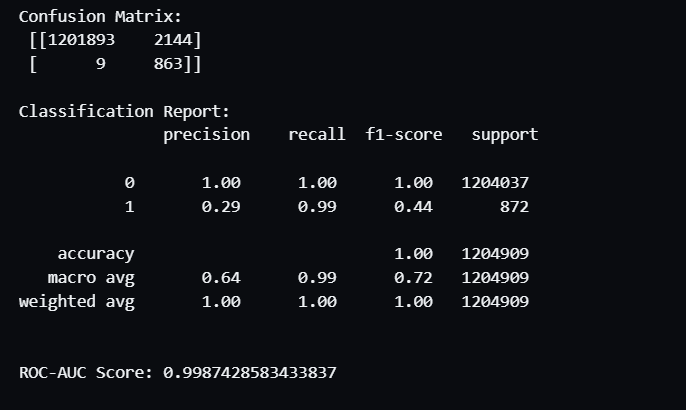 Confusion Matrix:
[[1201893    2144]
[      9     863]]
Classification Report:
precision    recall  f1-score   support
0       1.00      1.00      1.00   1204037
1       0.29      0.99      0.44       872
accuracy                           1.00   1204909
macro avg       0.64      0.99      0.72   1204909
weighted avg       1.00      1.00      1.00   1204909
ROC-AUC Score: 0.9987428583433837